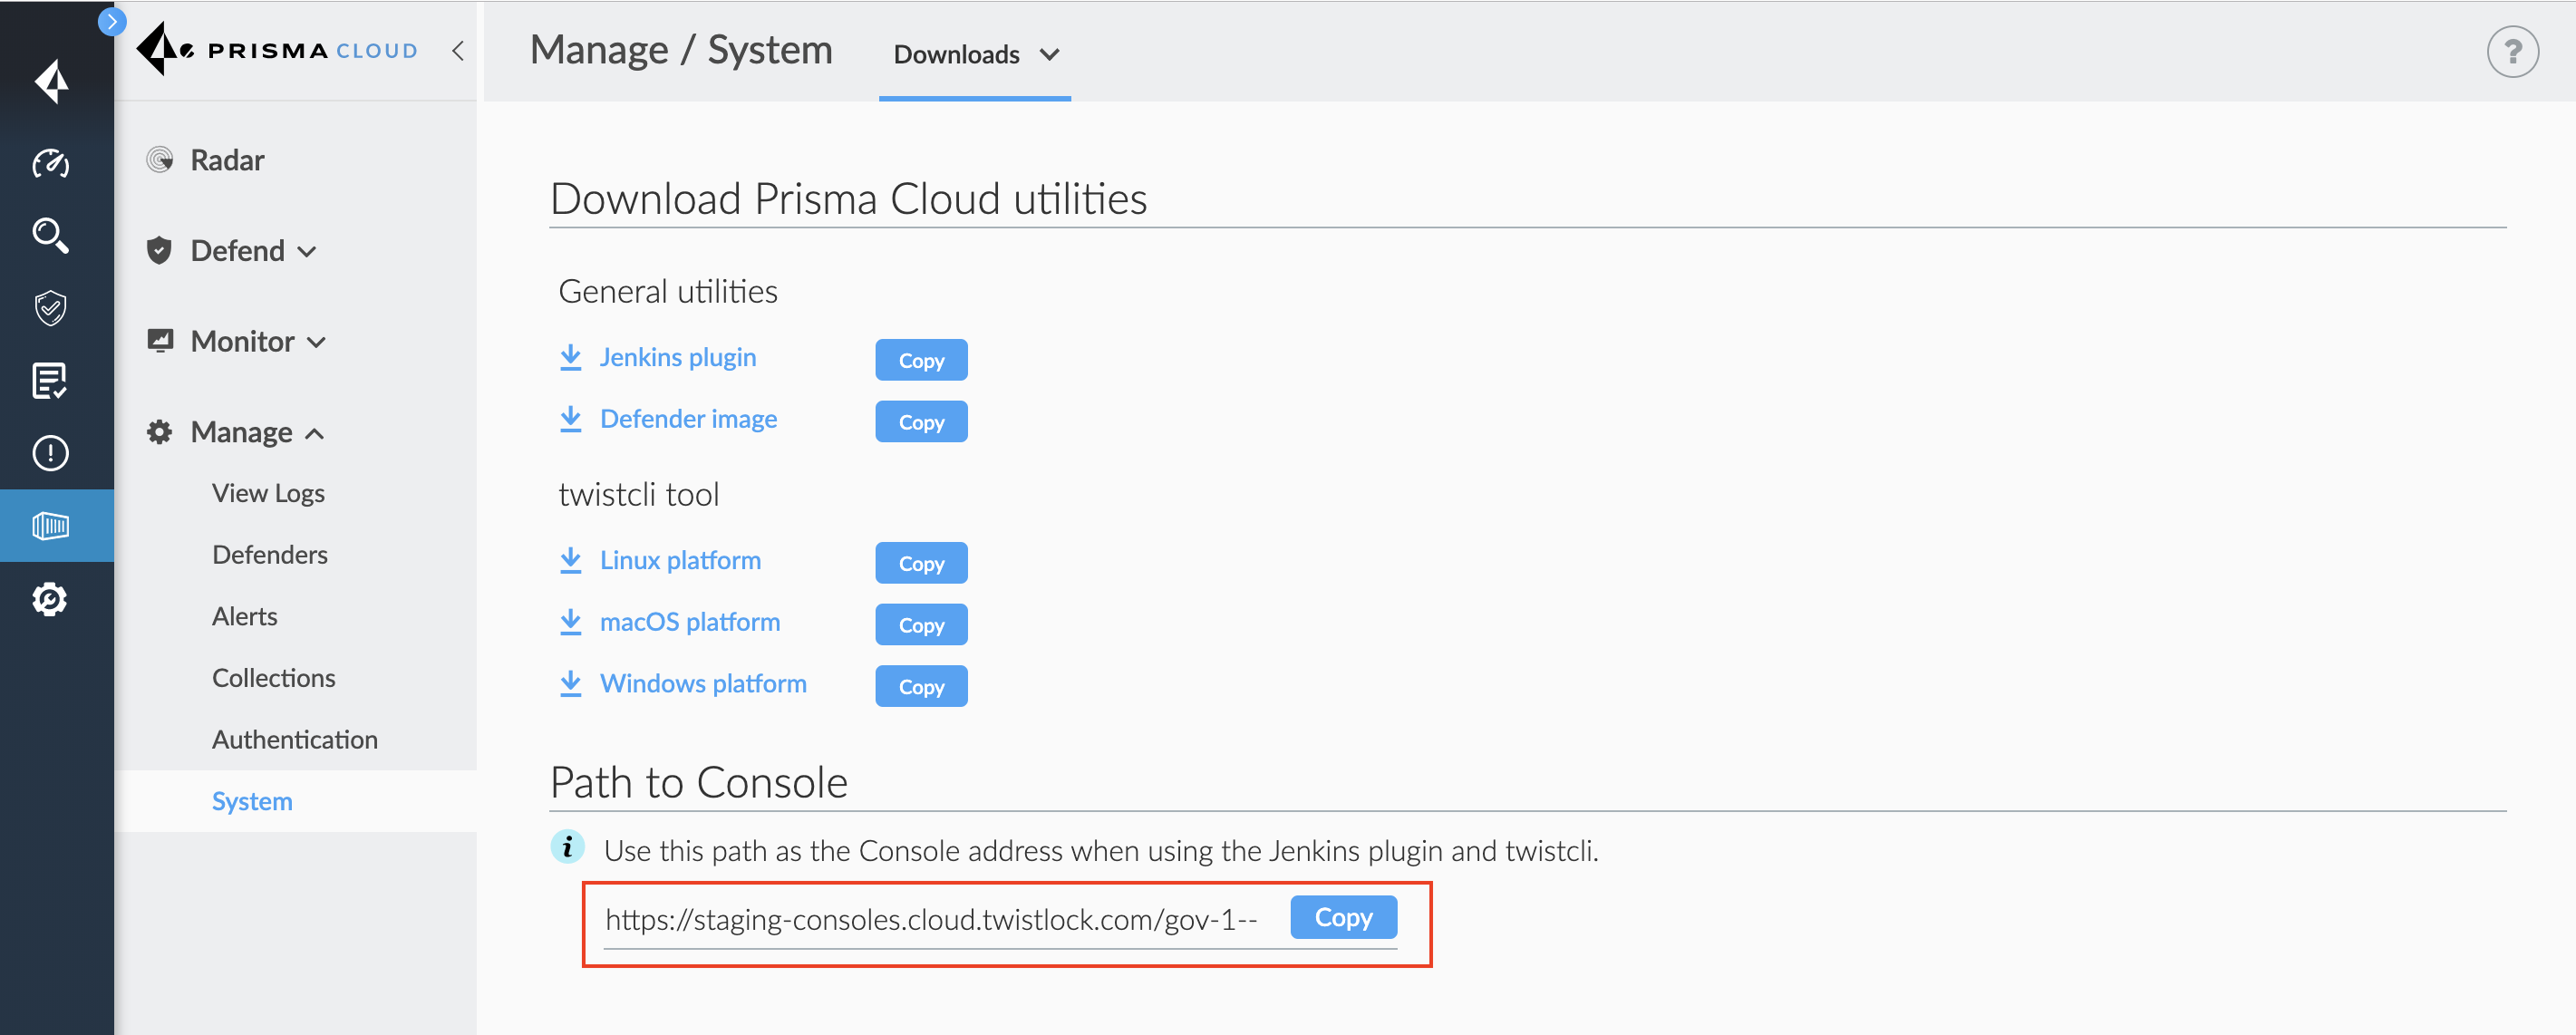 PRISMA CLOUD
Manage / System
Downloads
?
Radar
Defend
Monitor
Manage
View Logs
Defenders
Alerts
Collections
Authentication
System
Download Prisma Cloud utilities
General utilities
Jenkins plugin Copy
Defender image Copy
twistcli tool
Linux platform Copy
macOS platform Copy
Windows platform Copy
Path to Console
i Use this path as the Console address when using the Jenkins plugin and twistcli.
https://staging-consoles.cloud.twistlock.com/gov-1-- Copy